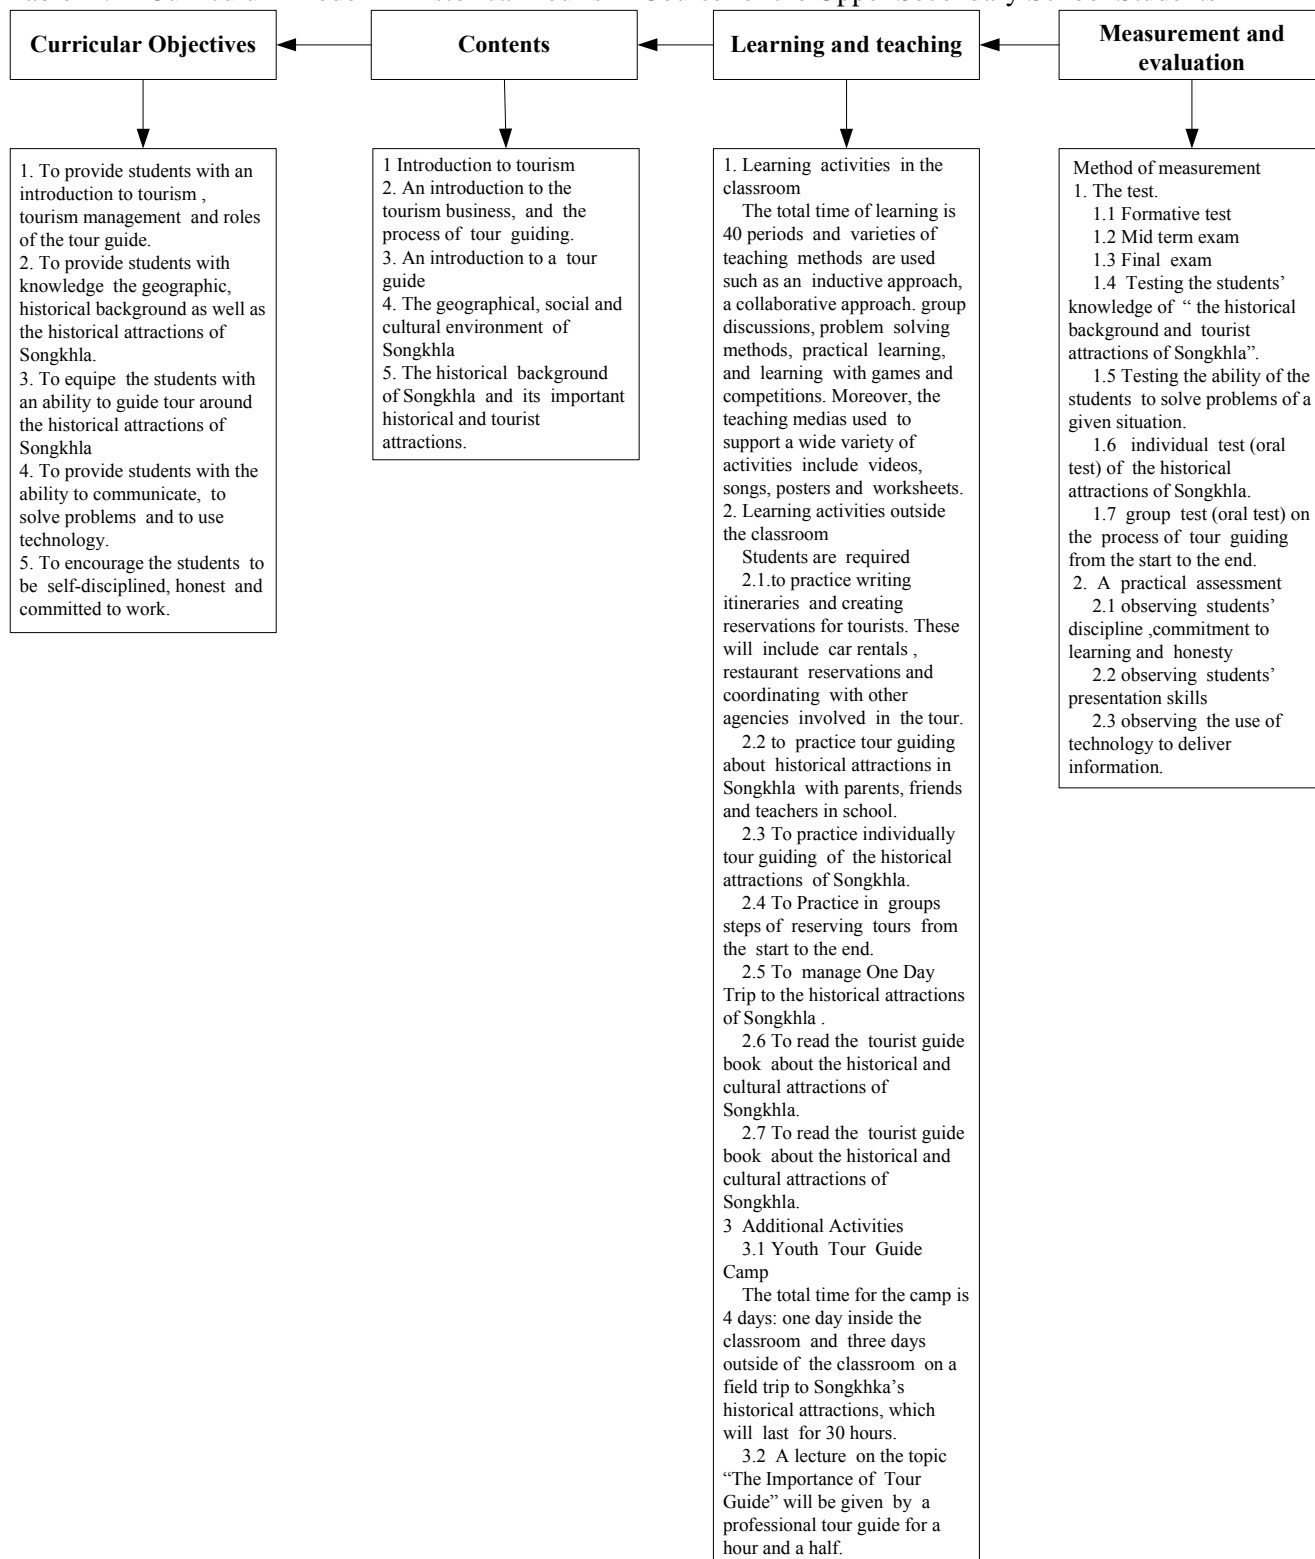 Curricular Objectives
Contents
Learning and teaching
Measurement and
evaluation
1. To provide students with an
introduction to tourism ,
tourism management and roles
of the tour guide.
2. To provide students with
knowledge the geographic,
historical background as well as
the historical attractions of
Songkhla.
3. To equipe the students with
an ability to guide tour around
the historical attractions of
Songkhla
4. To provide students with the
ability to communicate, to
solve problems and to use
technology.
5. To encourage the students to
be self-disciplined, honest and
committed to work.
1 Introduction to tourism
2. An introduction to the
tourism business, and the
process of tour guiding.
3. An introduction to a tour
guide
4. The geographical, social and
cultural environment of
Songkhla
5. The historical background
of Songkhla and its important
historical and tourist
attractions.
1. Learning activities in the
classroom
The total time of learning is
40 periods and varieties of
teaching methods are used
such as an inductive approach,
a collaborative approach. group
discussions, problem solving
methods, practical learning,
and learning with games and
competitions. Moreover, the
teaching medias used to
support a wide variety of
activities include videos,
songs, posters and worksheets.
2. Learning activities outside
the classroom
Students are required
2.1.to practice writing
itineraries and creating
reservations for tourists. These
will include car rentals ,
restaurant reservations and
coordinating with other
agencies involved in the tour.
2.2 to practice tour guiding
about historical attractions in
Songkhla with parents, friends
and teachers in school.
2.3 To practice individually
tour guiding of the historical
attractions of Songkhla.
2.4 To Practice in groups
steps of reserving tours from
the start to the end.
2.5 To manage One Day
Trip to the historical attractions
of Songkhla .
2.6 To read the tourist guide
book about the historical and
cultural attractions of
Songkhla.
2.7 To read the tourist guide
book about the historical and
cultural attractions of
Songkhla.
3 Additional Activities
3.1 Youth Tour Guide
Camp
The total time for the camp is
4 days: one day inside the
classroom and three days
outside of the classroom on a
field trip to Songkhka’s
historical attractions, which
will last for 30 hours.
3.2 A lecture on the topic
“The Importance of Tour
Guide” will be given by a
professional tour guide for a
hour and a half.
Method of measurement
1. The test.
1.1 Formative test
1.2 Mid term exam
1.3 Final exam
1.4 Testing the students’
knowledge of “ the historical
background and tourist
attractions of Songkhla”.
1.5 Testing the ability of the
students to solve problems of a
given situation.
1.6 individual test (oral
test) of the historical
attractions of Songkhla.
1.7 group test (oral test) on
the process of tour guiding
from the start to the end.
2. A practical assessment
2.1 observing students’
discipline ,commitment to
learning and honesty
2.2 observing students’
presentation skills
2.3 observing the use of
technology to deliver
information.